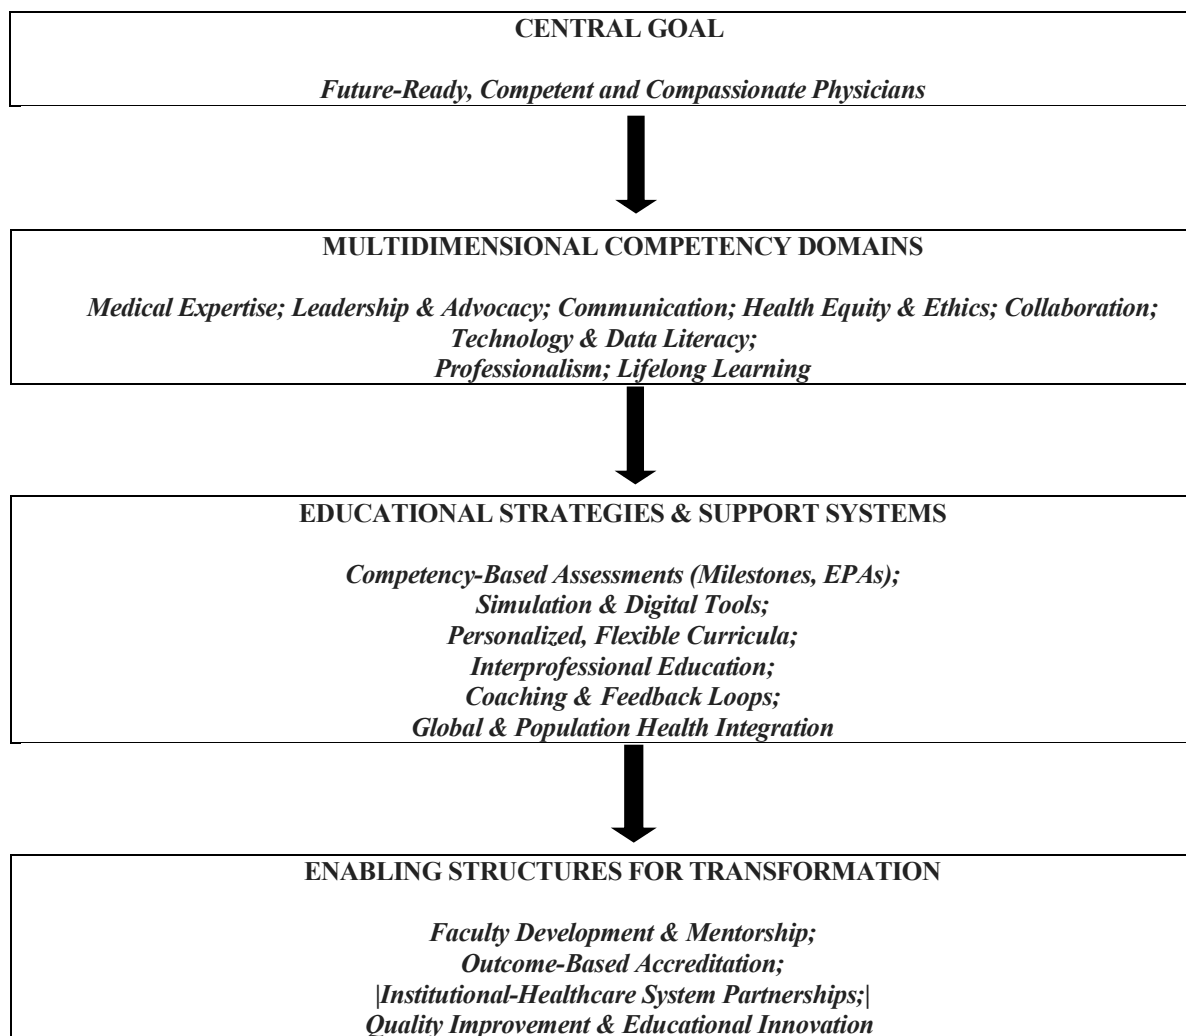 CENTRAL GOAL
Future-Ready, Competent and Compassionate Physicians
MULTIDIMENSIONAL COMPETENCY DOMAINS
Medical Expertise; Leadership & Advocacy; Communication; Health Equity & Ethics; Collaboration;
Technology & Data Literacy;
Professionalism; Lifelong Learning
EDUCATIONAL STRATEGIES & SUPPORT SYSTEMS
Competency-Based Assessments (Milestones, EPAs);
Simulation & Digital Tools;
Personalized, Flexible Curricula;
Interprofessional Education;
Coaching & Feedback Loops;
Global & Population Health Integration
ENABLING STRUCTURES FOR TRANSFORMATION
Faculty Development & Mentorship;
Outcome-Based Accreditation;
|Institutional-Healthcare System Partnerships;|
Quality Improvement & Educational Innovation